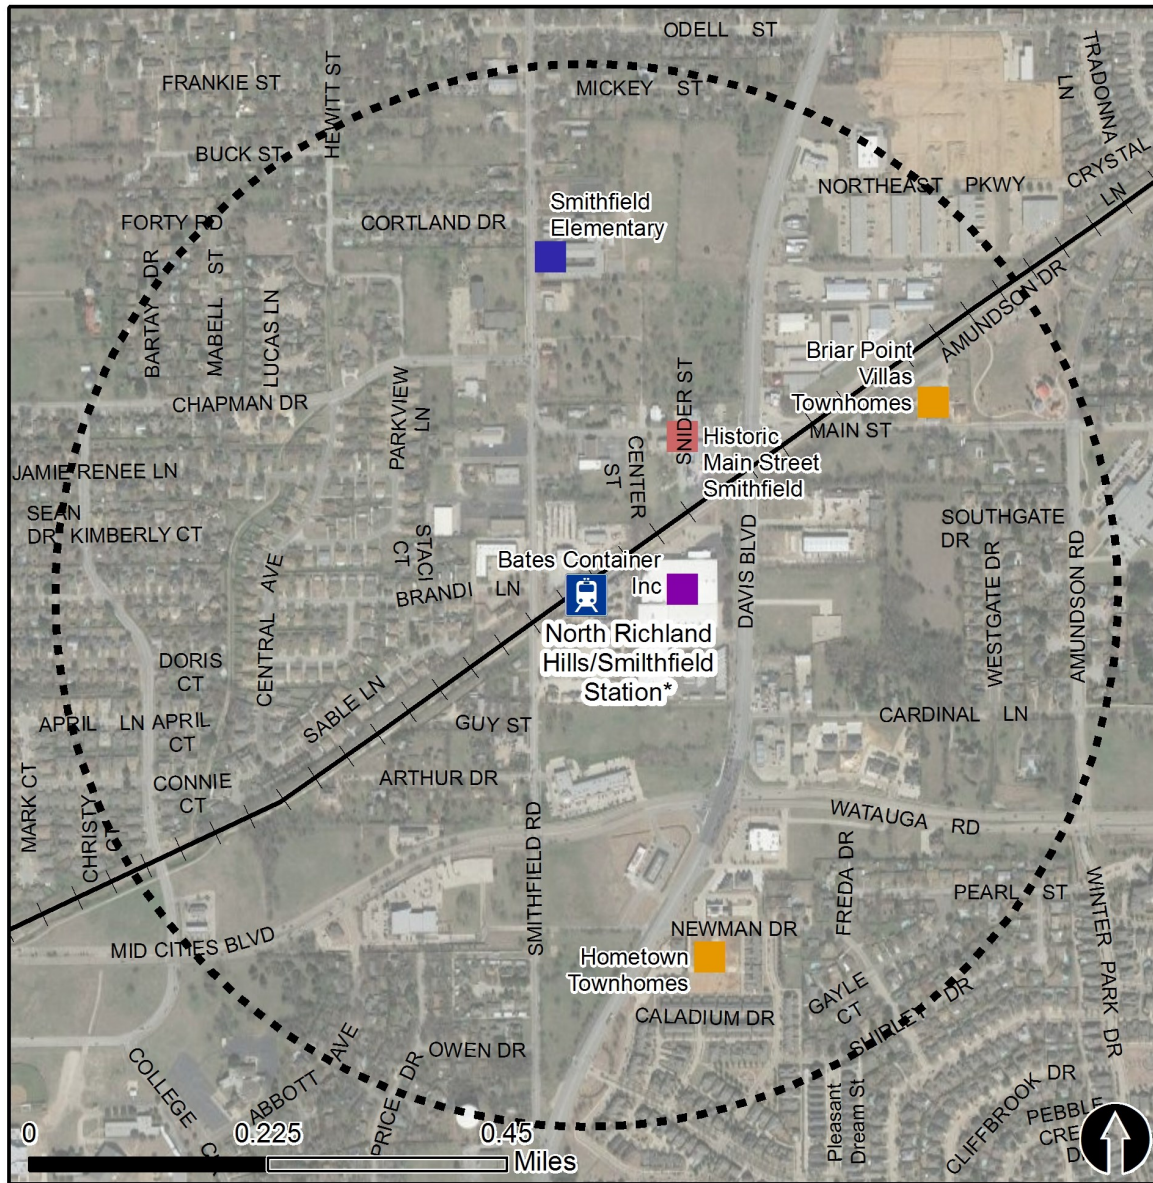 ODELL ST
TRADONNA
LN
FRANKIE ST
HEWITT ST
MICKEY ST
BUCK ST
CRYSTAL
LN
NORTHEAST PKWY
Smithfield
Elementary
FORTY RD
CORTLAND DR
BARTAY DR
MABELL ST
LUCAS LN
AMUNDSON DR
Briar Point
Villas
Townhomes
CHAPMAN DR
PARKVIEW
LN
SNIDER ST
MAIN ST
Historic
Main Street
Smithfield
CENTER
ST
JAMIE RENEE LN
SEAN
DR
KIMBERLY CT
STACI
CT
SOUTHGATE
DR
WESTGATE DR
AMUNDSON RD
DAVIS BLVD
CENTRAL AVE
BRANDI LN
Bates Container
Inc
North Richland
Hills/Smilthfield
Station*
DORIS
CT
SABLE LN
APRIL LN
APRIL
CT
GUY ST
CARDINAL LN
CONNIE
CT
ARTHUR DR
MARK CT
CHRISTY
CT
SMITHFIELD RD
WATAUGA RD
FREDA DR
PEARL ST
WINTER PARK DR
MID CITIES BLVD
NEWMAN DR
Hometown
Townhomes
GAYLE
CT
SHIRLEY DR
CALADIUM DR
OWEN DR
ABBOTT AVE
PRICE DR
COLLEGE
Pleasant
Dream St
CLIFFBROOK DR
PEBBLE
0 0.225 0.45
Miles